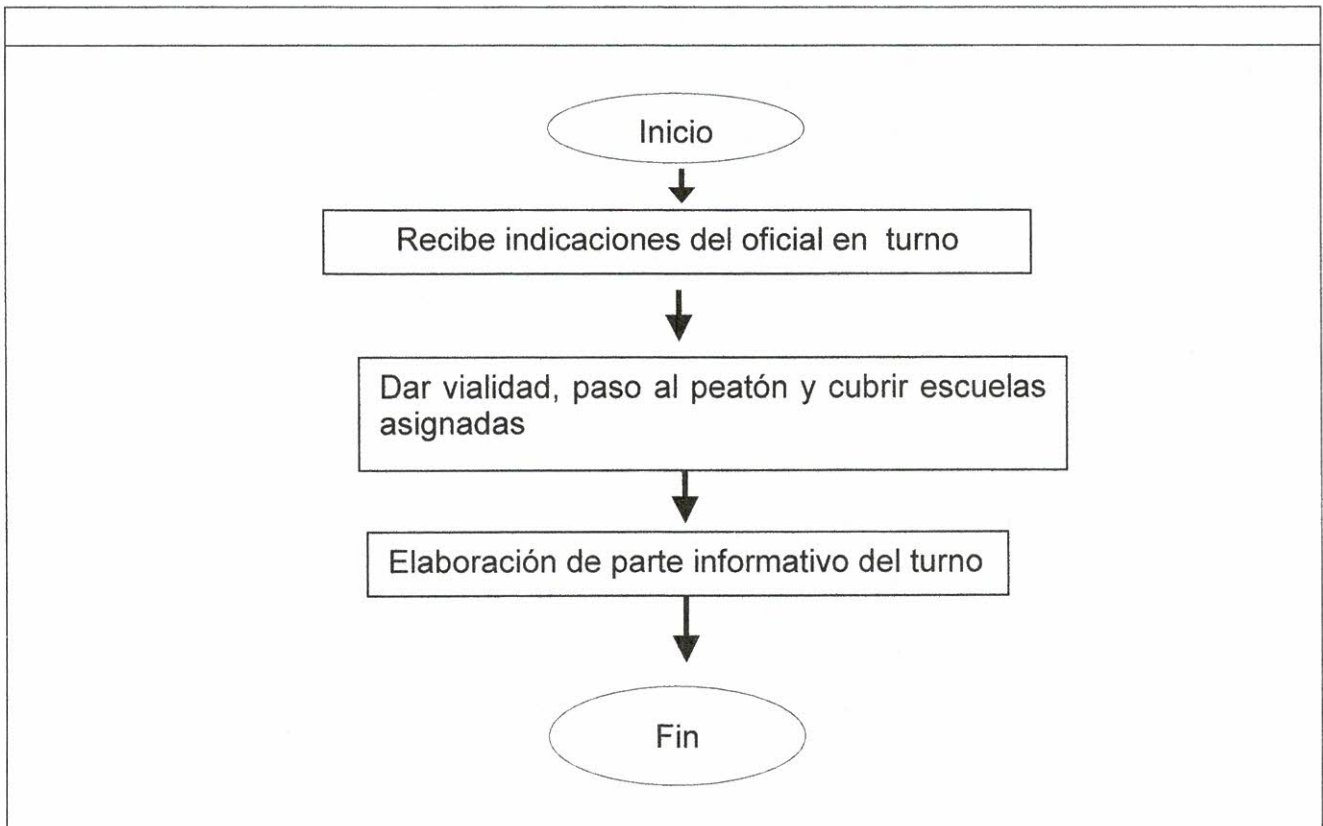 Inicio
Recibe indicaciones del oficial en turno
Dar vialidad, paso al peatón y cubrir escuelas
asignadas
Elaboración de parte informativo del turno
Fin